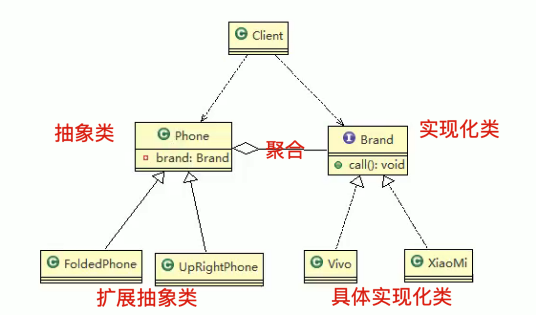 C Client
抽象类
C Phone
brand: Brand
聚合
I Brand
call(): void
实现化类
C FoldedPhone
C UpRightPhone
扩展抽象类
C Vivo
C XiaoMi
具体实现化类